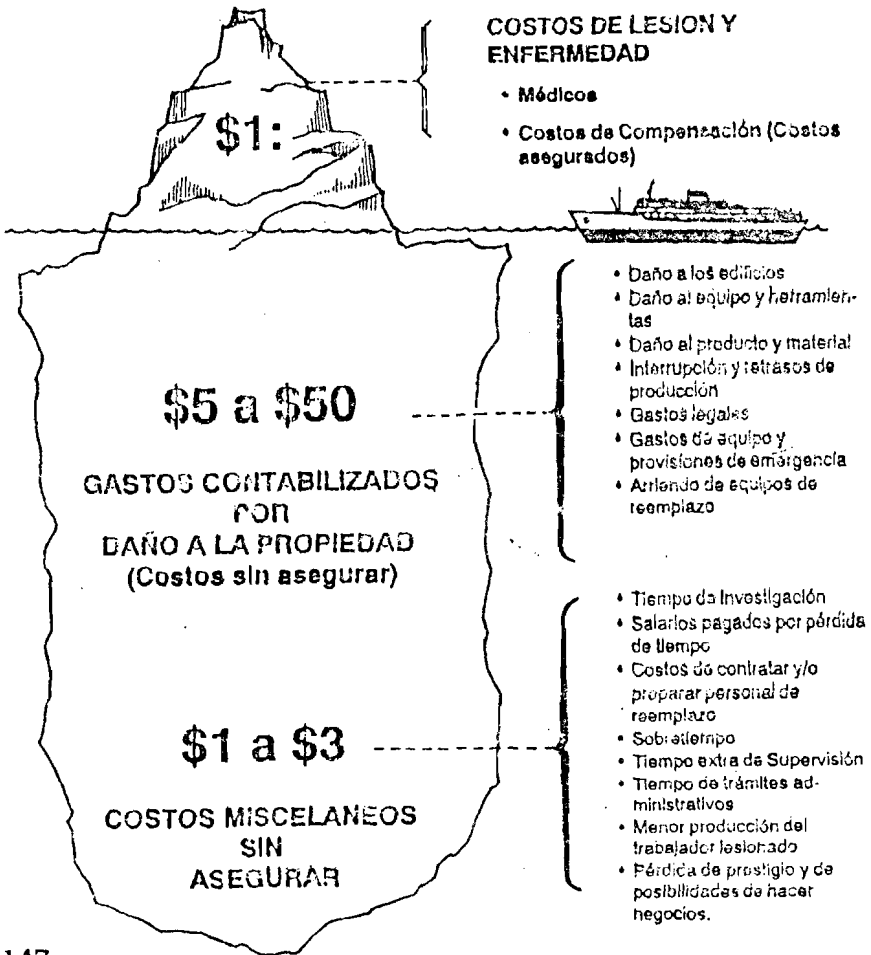 COSTOS DE LESION Y
ENFERMEDAD
• Médicos
• Costos de Compensación (Costos
asegurados)
$1:
• Daño a los edificios
• Daño al equipo y herramien-
tas
• Daño al producto y material
• Interrupción y retrasos de
producción
• Gastos legales
• Gastos de equipo y
provisiones de emergencia
• Arriendo de equipos de
reemplazo
$5 a $50
GASTOS CONTABILIZADOS
POR
DAÑO A LA PROPIEDAD
(Costos sin asegurar)
• Tiempo de Investigación
• Salarios pagados por pérdida
de tiempo
• Costos de contratar y/o
preparar personal de
reemplazo
• Sobretiempo
• Tiempo extra de Supervisión
• Tiempo de trámites ad-
ministrativos
• Menor producción del
trabajador lesionado
• Pérdida de prestigio y de
posibilidades de hacer
negocios.
$1 a $3
COSTOS MISCELANEOS
SIN
ASEGURAR